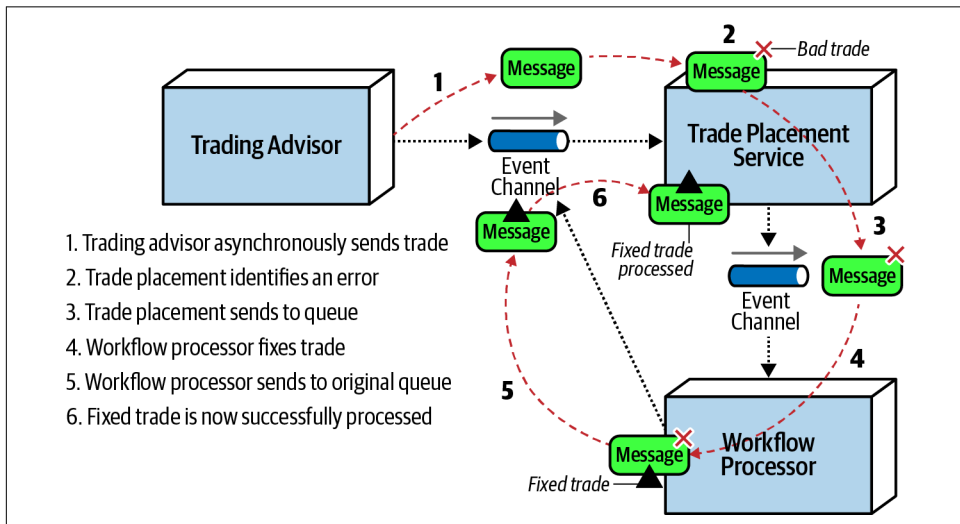 2
Bad trade
1
Message
Message
Trading Advisor
Trade Placement
Service
Event
Channel
6
Message
Message
Fixed trade
processed
3
Message
Event
Channel
1. Trading advisor asynchronously sends trade
2. Trade placement identifies an error
3. Trade placement sends to queue
4. Workflow processor fixes trade
5. Workflow processor sends to original queue
6. Fixed trade is now successfully processed
4
5
Message
Workflow
Processor
Fixed trade